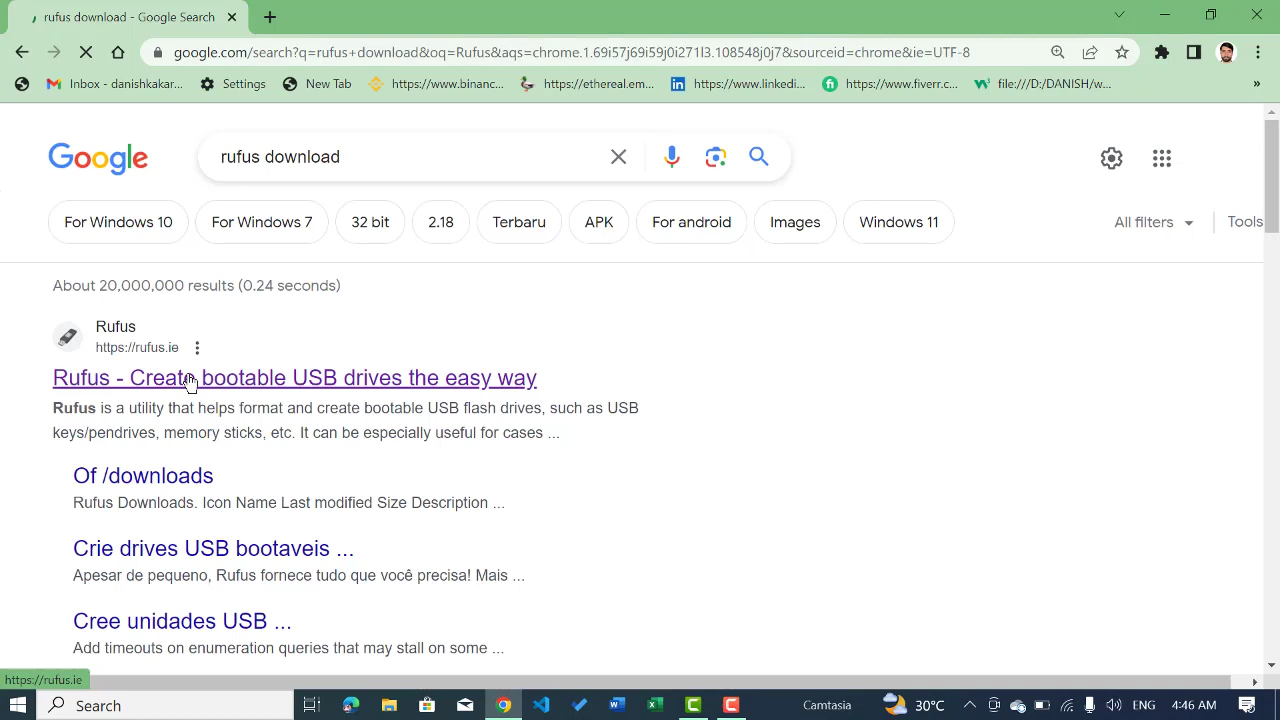 rufus download - Google Search
google.com/search?q=rufus+download&oq=Rufus&aqs=chrome.1.69i57j69i59j0i271l3.108548j0j7&sourceid=chrome&ie=UTF-8
Inbox - danishkakar... Settings New Tab https://www.binanc... https://ethereal.em... https://www.linkedi... https://www.fiverr.c... file:///D:/DANISH/w... »
Google
rufus download
For Windows 10 For Windows 7 32 bit 2.18 Terbaru APK For android Images Windows 11 All filters Tools
About 20,000,000 results (0.24 seconds)
Rufus
https://rufus.ie
Rufus - Create bootable USB drives the easy way
Rufus is a utility that helps format and create bootable USB flash drives, such as USB
keys/pendrives, memory sticks, etc. It can be especially useful for cases ...
Of /downloads
Rufus Downloads. Icon Name Last modified Size Description ...
Crie drives USB bootaveis ...
Apesar de pequeno, Rufus fornece tudo que você precisa! Mais ...
Cree unidades USB ...
Add timeouts on enumeration queries that may stall on some ...
https://rufus.ie
Search Camtasia 30°C ENG 4:46 AM